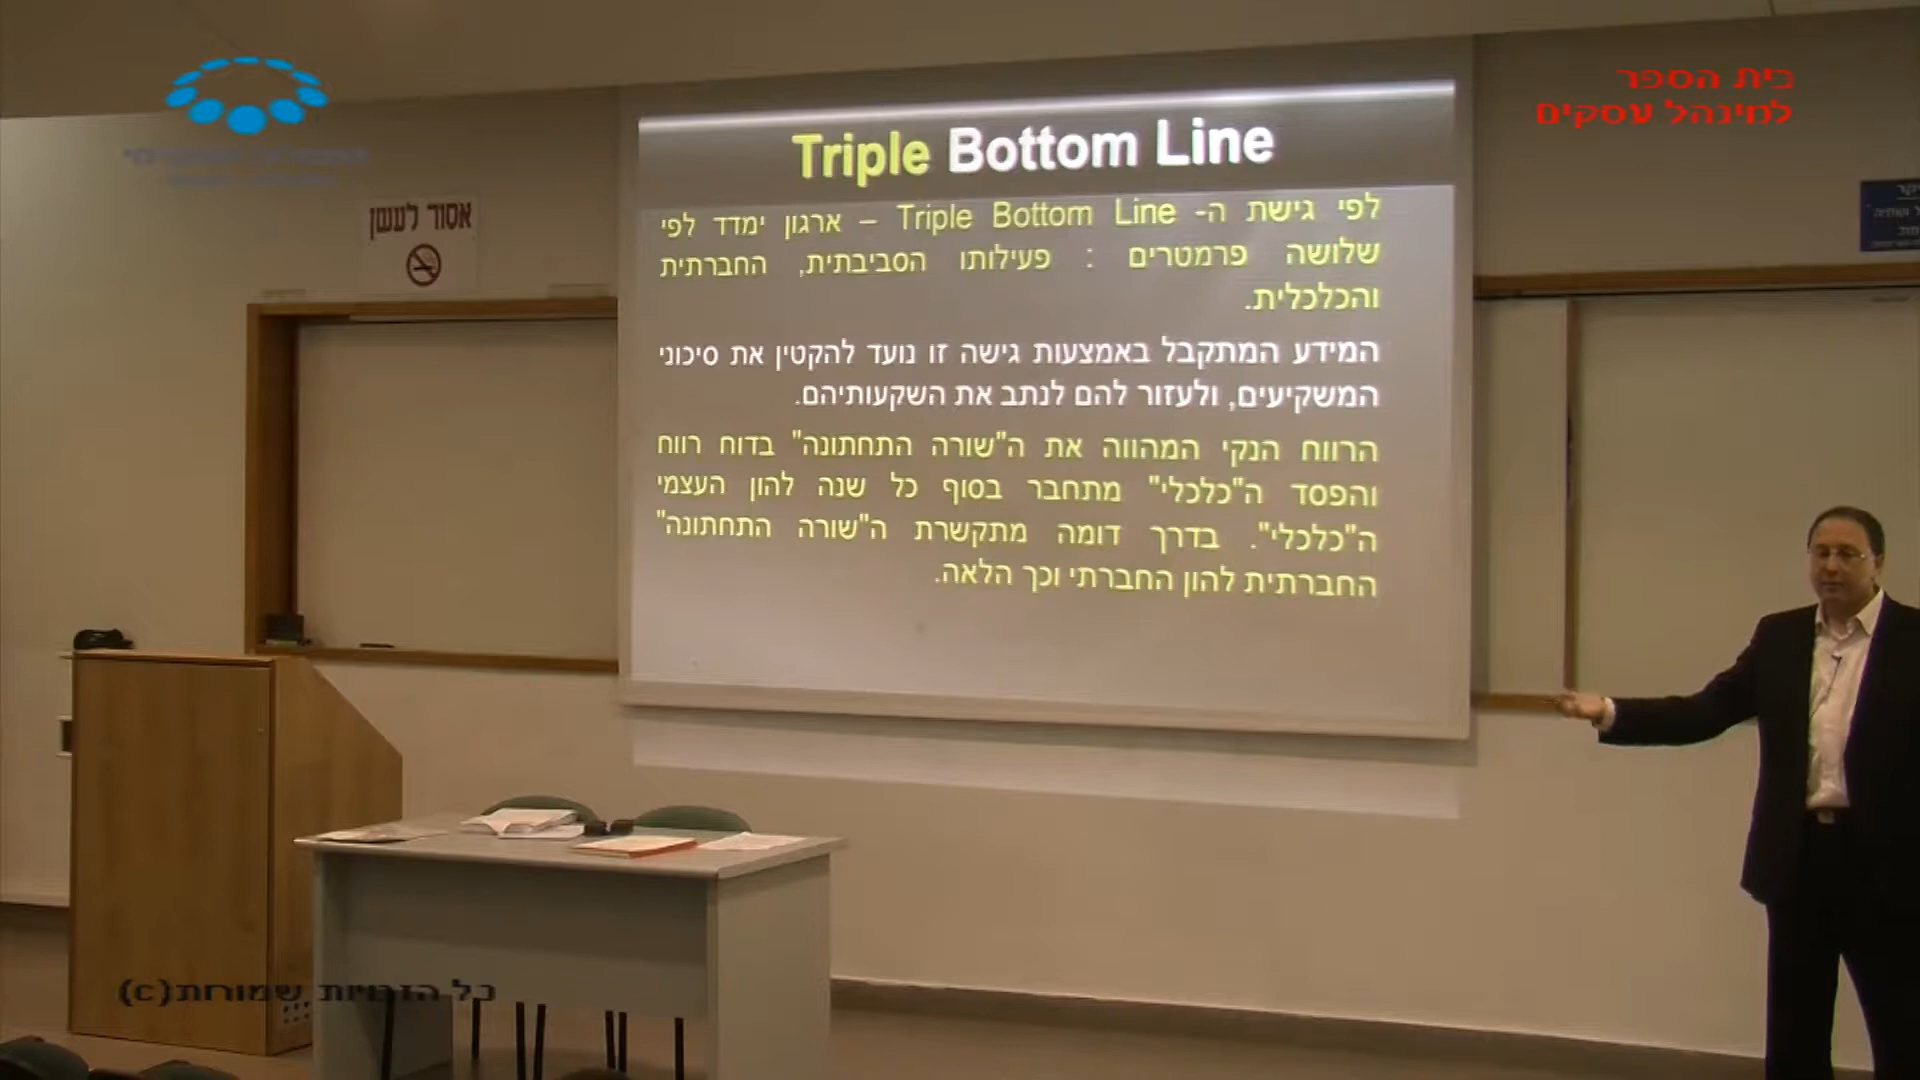 בית הספר
למינהל עסקים
אסור לעשן
Triple Bottom Line
לפי גישת ה- Triple Bottom Line – ארגון ימדד לפי
שלושה פרמטרים : פעילותו הסביבתית, החברתית
והכלכלית.
המידע המתקבל באמצעות גישה זו נועד להקטין את סיכוני
המשקיעים, ולעזור להם לנתב את השקעותיהם.
הרווח הנקי המהווה את ה"שורה התחתונה" בדוח רווח
והפסד ה"כלכלי" מתחבר בסוף כל שנה להון העצמי
ה"כלכלי". בדרך דומה מתקשרת ה"שורה התחתונה"
החברתית להון החברתי וכך הלאה.
כל הזכויות שמורות(c)